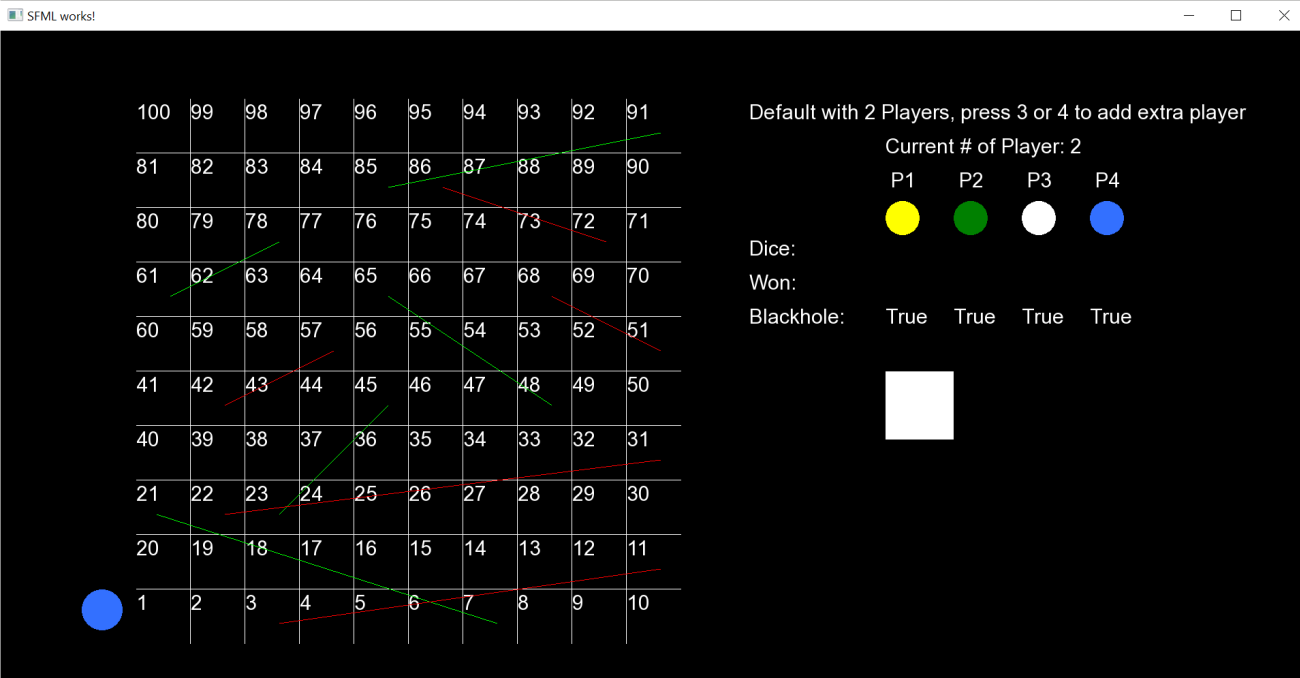 SFML works!
100 99 98 97 96 95 94 93 92 91
81 82 83 84 85 86 87 88 89 90
80 79 78 77 76 75 74 73 72 71
61 62 63 64 65 66 67 68 69 70
60 59 58 57 56 55 54 53 52 51
41 42 43 44 45 46 47 48 49 50
40 39 38 37 36 35 34 33 32 31
21 22 23 24 25 26 27 28 29 30
20 19 18 17 16 15 14 13 12 11
1 2 3 4 5 6 7 8 9 10
Default with 2 Players, press 3 or 4 to add extra player
Current # of Player: 2
P1 P2 P3 P4
Dice:
Won:
Blackhole: True True True True